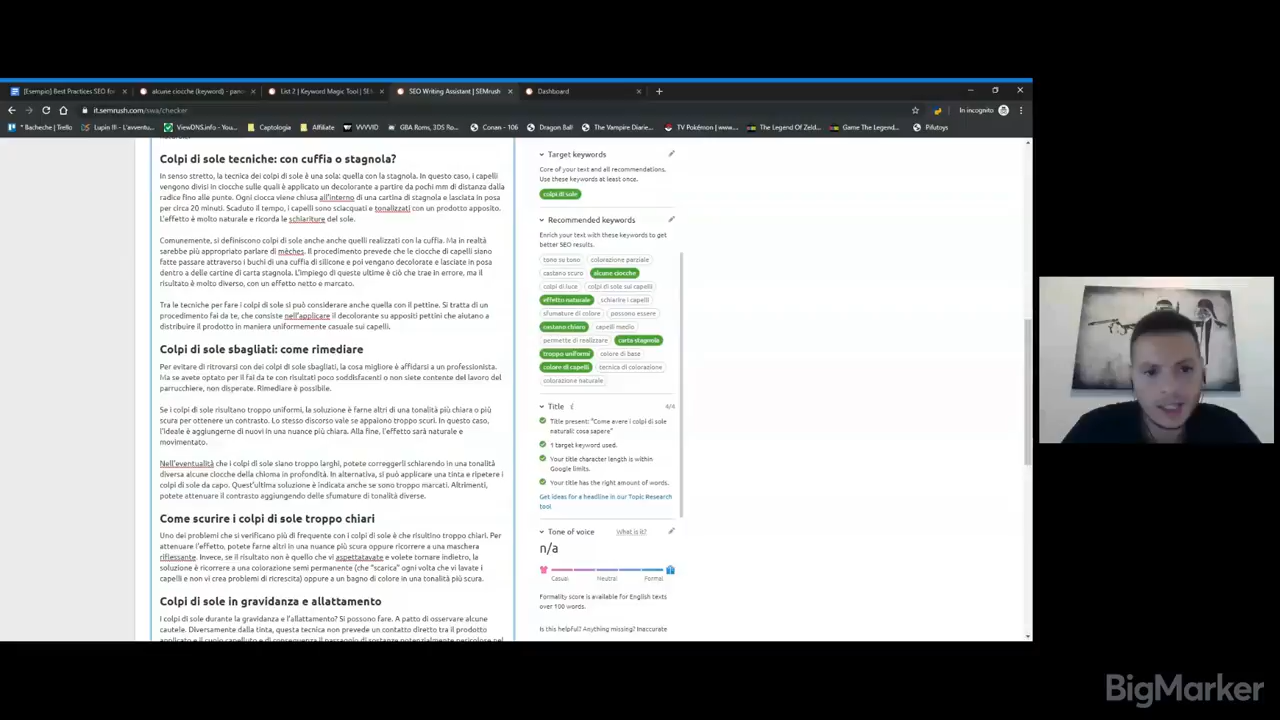 [Esempio] Best Practices SEO for
alcune ciocche (keyword) - pano
List 2 | Keyword Magic Tool | SEM
SEO Writing Assistant | SEMrush
Dashboard
it.semrush.com/swa/checker
In incognito
* Bacheche | Trello
Lupin III - L'avventu...
ViewDNS.info - You...
Captologia
Affiliate
VVVVID
GBA Roms, 3DS Ro...
Conan - 106
Dragon Ball
The Vampire Diarie...
TV Pokémon | www...
The Legend Of Zeld...
Game The Legend...
Pifutoys
Colpi di sole tecniche: con cuffia o stagnola?
In senso stretto, la tecnica dei colpi di sole è una sola: quella con la stagnola. In questo caso, i capelli
vengono divisi in ciocche sulle quali è applicato un decolorante a partire da pochi mm di distanza dalla
radice fino alle punte. Ogni ciocca viene chiusa all'interno di una cartina di stagnola e lasciata in posa
per circa 20 minuti. Scaduto il tempo, i capelli sono sciacquati e tonalizzati con un prodotto apposito.
L'effetto è molto naturale e ricorda le schiariture del sole.
Comunemente, si definiscono colpi di sole anche anche quelli realizzati con la cuffia. Ma in realtà
sarebbe più appropriato parlare di mèches. Il procedimento prevede che le ciocche di capelli siano
fatte passare attraverso i buchi di una cuffia di silicone e poi vengano decolorate e lasciate in posa
dentro a delle cartine di carta stagnola. L'impiego di queste ultime è ciò che trae in errore, ma il
risultato è molto diverso, con un effetto netto e marcato.
Tra le tecniche per fare i colpi di sole si può considerare anche quella con il pettine. Si tratta di un
procedimento fai da te, che consiste nell'applicare il decolorante su appositi pettini che aiutano a
distribuire il prodotto in maniera uniformemente casuale sui capelli.
Colpi di sole sbagliati: come rimediare
Per evitare di ritrovarsi con dei colpi di sole sbagliati, la cosa migliore è affidarsi a un professionista.
Ma se avete optato per il fai da te con risultati poco soddisfacenti o non siete contente del lavoro del
parrucchiere, non disperate. Rimediare è possibile.
Se i colpi di sole risultano troppo uniformi, la soluzione è farne altri di una tonalità più chiara o più
scura per ottenere un contrasto. Lo stesso discorso vale se appaiono troppo scuri. In questo caso,
l'ideale è aggiungerne di nuovi in una nuance più chiara. Alla fine, l'effetto sarà naturale e
movimentato.
Nell'eventualità che i colpi di sole siano troppo larghi, potete correggerli schiarendo in una tonalità
diversa alcune ciocche della chioma in profondità. In alternativa, si può applicare una tinta e ripetere i
colpi di sole da capo. Quest'ultima soluzione è indicata anche se sono troppo marcati. Altrimenti,
potete attenuare il contrasto aggiungendo delle sfumature di tonalità diverse.
Come scurire i colpi di sole troppo chiari
Uno dei problemi che si verificano più di frequente con i colpi di sole è che risultino troppo chiari. Per
attenuare l'effetto, potete farne altri in una nuance più scura oppure ricorrere a una maschera
riflessante. Invece, se il risultato non è quello che vi aspettatavate e volete tornare indietro, la
soluzione è ricorrere a una colorazione semi permanente (che "scarica" ogni volta che vi lavate i
capelli e non vi crea problemi di ricrescita) oppure a un bagno di colore in una tonalità più scura.
Colpi di sole in gravidanza e allattamento
I colpi di sole durante la gravidanza e l'allattamento? Si possono fare. A patto di osservare alcune
cautele. Diversamente dalla tinta, questa tecnica non prevede un contatto diretto tra il prodotto
Target keywords
Core of your text and all recommendations.
Use these keywords at least once.
colpi di sole
Recommended keywords
Enrich your text with these keywords to get
better SEO results.
tono su tono colorazione parziale
castano scuro alcune ciocche
colpi di luce colpi di sole sui capelli
effetto naturale schiarire i capelli
sfumature di colore possono essere
castano chiaro capelli medio
permette di realizzare carta stagnola
troppo uniformi colore di base
colore di capelli tecnica di colorazione
colorazione naturale
Title 4/4
Title present: "Come avere i colpi di sole
naturali: cosa sapere"
1 target keyword used.
Your title character length is within
Google limits.
Your title has the right amount of words.
Get ideas for a headline in our Topic Research
tool
Tone of voice What is it?
n/a
Casual Neutral Formal
Formality score is available for English texts
over 100 words.
Is this helpful? Anything missing? Inaccurate
BigMarker